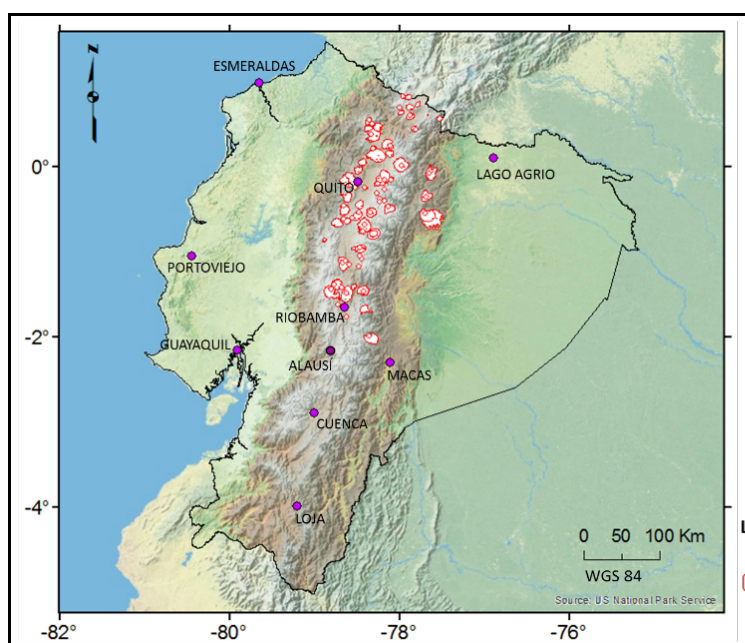 N
ESMERALDAS
0°
LAGO AGRIO
QUITO
PORTOVIEJO
RIOBAMBA
-2°
GUAYAQUIL
ALAUSÍ
MACAS
CUENCA
-4°
LOJA
0 50 100 Km
WGS 84
L
Source: US National Park Service
-82° -80° -78° -76°